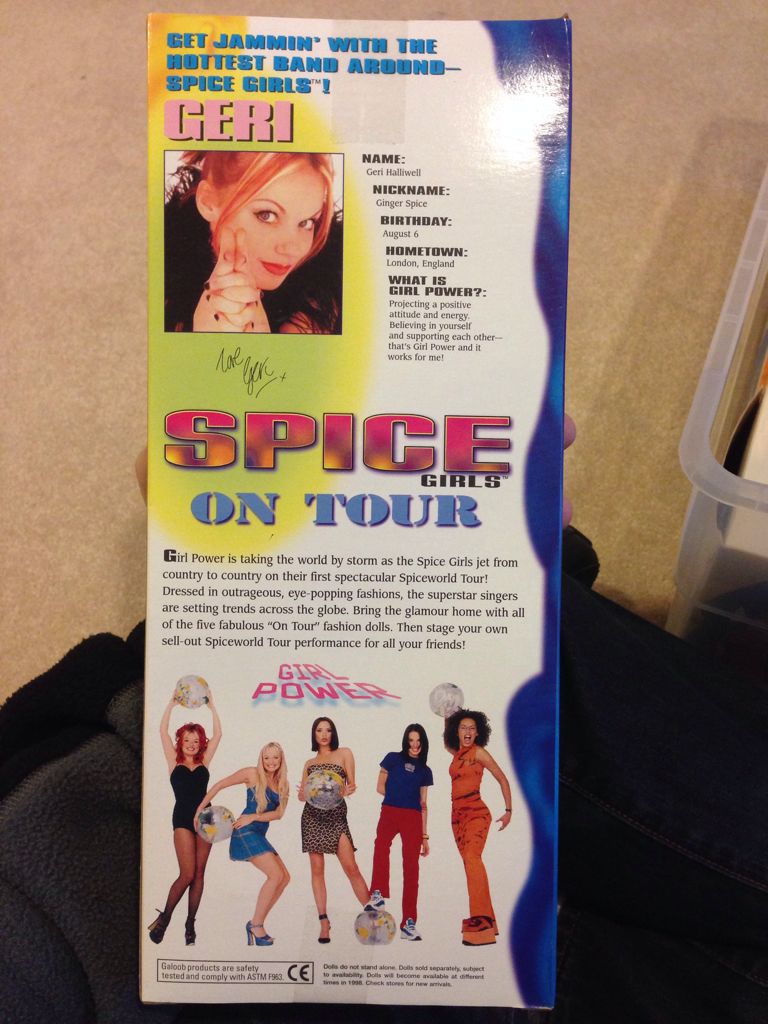 GET JAMMIN' WITH THE
HOTTEST BAND AROUND—
SPICE GIRLS™!
GERI
NAME:
Geri Halliwell
NICKNAME:
Ginger Spice
BIRTHDAY:
August 6
HOMETOWN:
London, England
WHAT IS
GIRL POWER?:
Projecting a positive
attitude and energy.
Believing in yourself
and supporting each other—
that's Girl Power and it
works for me!
Love Geri x
SPICE
GIRLS™
ON TOUR
Girl Power is taking the world by storm as the Spice Girls jet from
country to country on their first spectacular Spiceworld Tour!
Dressed in outrageous, eye-popping fashions, the superstar singers
are setting trends across the globe. Bring the glamour home with all
of the five fabulous "On Tour" fashion dolls. Then stage your own
sell-out Spiceworld Tour performance for all your friends!
GIRL
POWER
Galoob products are safety
tested and comply with ASTM F963.
CE
Dolls do not stand alone. Dolls sold separately, subject
to availability. Dolls will become available at different
times in 1998. Check stores for new arrivals.